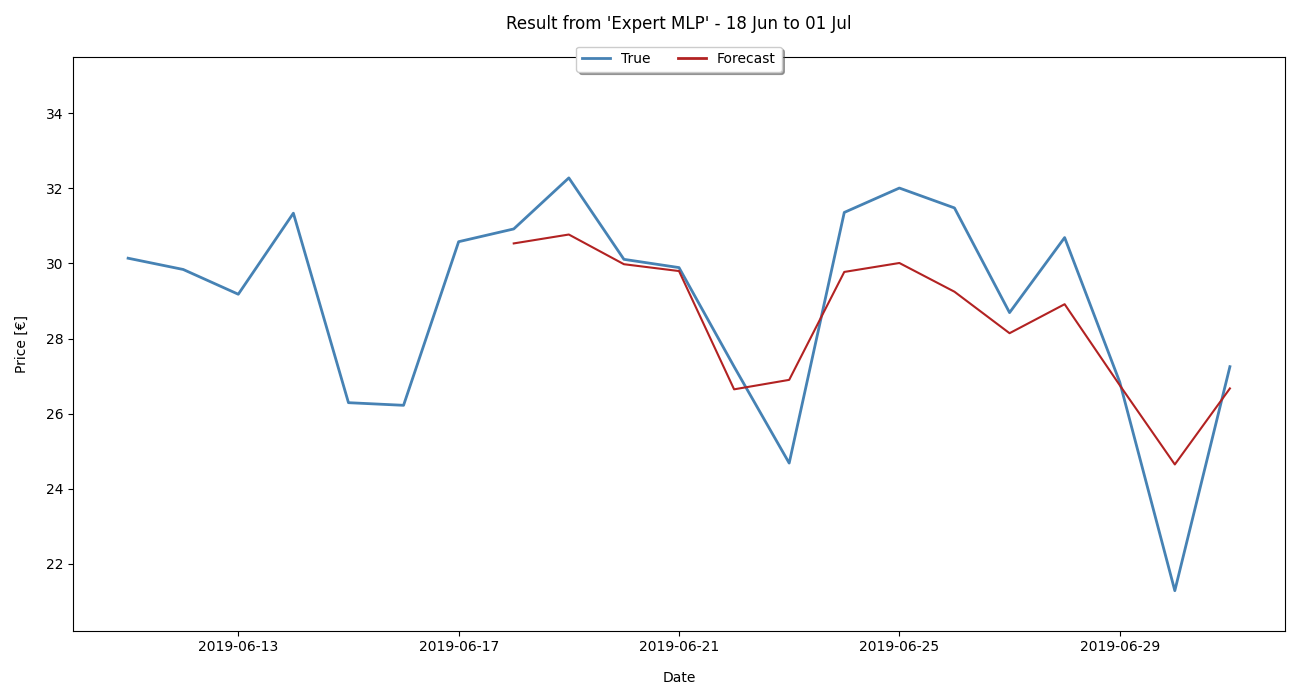 Result from 'Expert MLP' - 18 Jun to 01 Jul
True Forecast
34
32
30
28
26
24
22
Price [€]
2019-06-13 2019-06-17 2019-06-21 2019-06-25 2019-06-29
Date